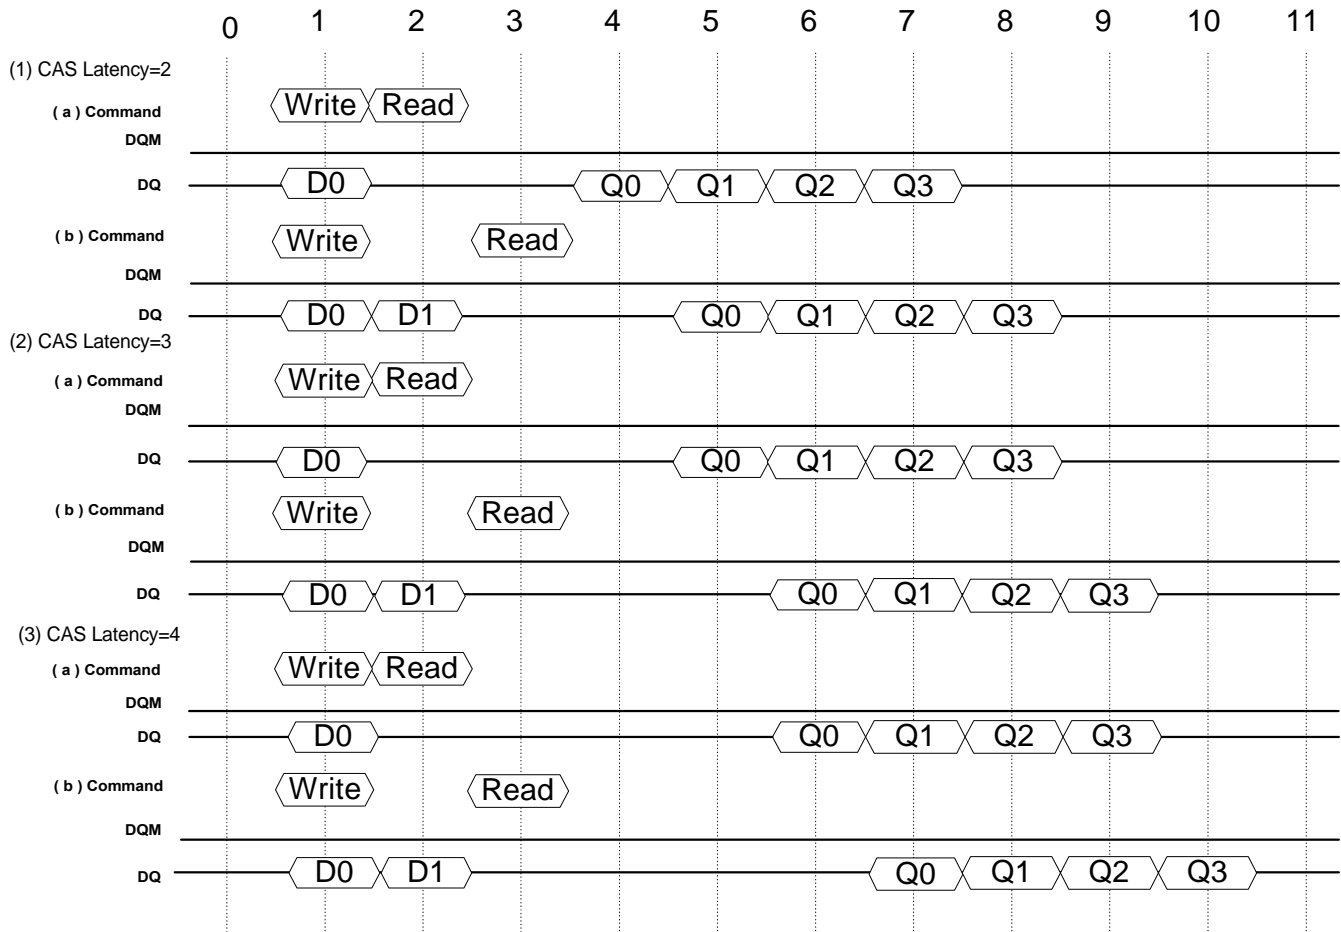 0 1 2 3 4 5 6 7 8 9 10 11
(1) CAS Latency=2
( a ) Command Write Read
DQM
DQ D0 Q0 Q1 Q2 Q3
( b ) Command Write Read
DQM
DQ D0 D1 Q0 Q1 Q2 Q3
(2) CAS Latency=3
( a ) Command Write Read
DQM
DQ D0 Q0 Q1 Q2 Q3
( b ) Command Write Read
DQM
DQ D0 D1 Q0 Q1 Q2 Q3
(3) CAS Latency=4
( a ) Command Write Read
DQM
DQ D0 Q0 Q1 Q2 Q3
( b ) Command Write Read
DQM
DQ D0 D1 Q0 Q1 Q2 Q3